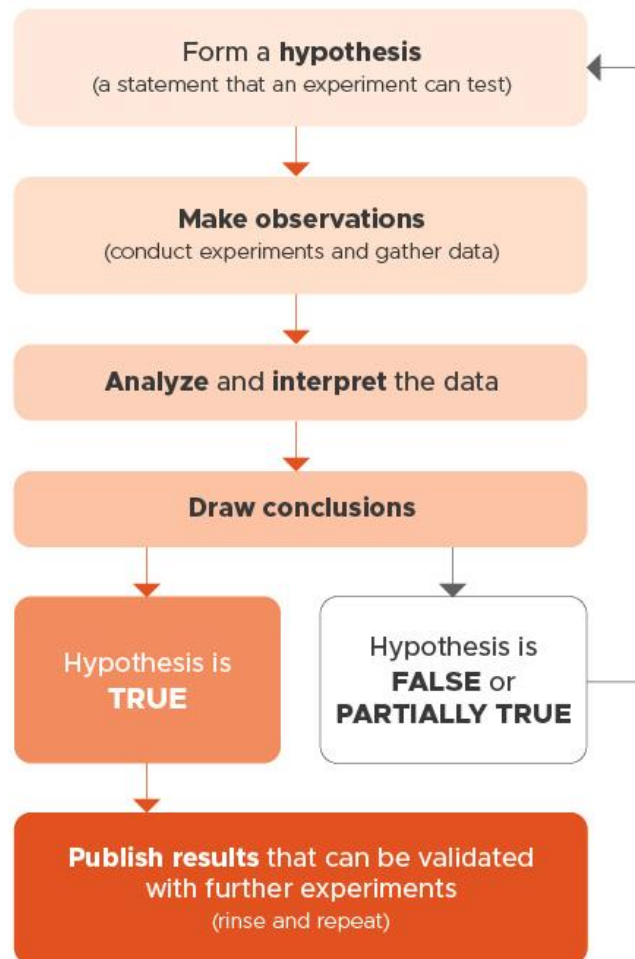 Form a hypothesis
(a statement that an experiment can test)
Make observations
(conduct experiments and gather data)
Analyze and interpret the data
Draw conclusions
Hypothesis is
TRUE
Hypothesis is
FALSE or
PARTIALLY TRUE
Publish results that can be validated
with further experiments
(rinse and repeat)